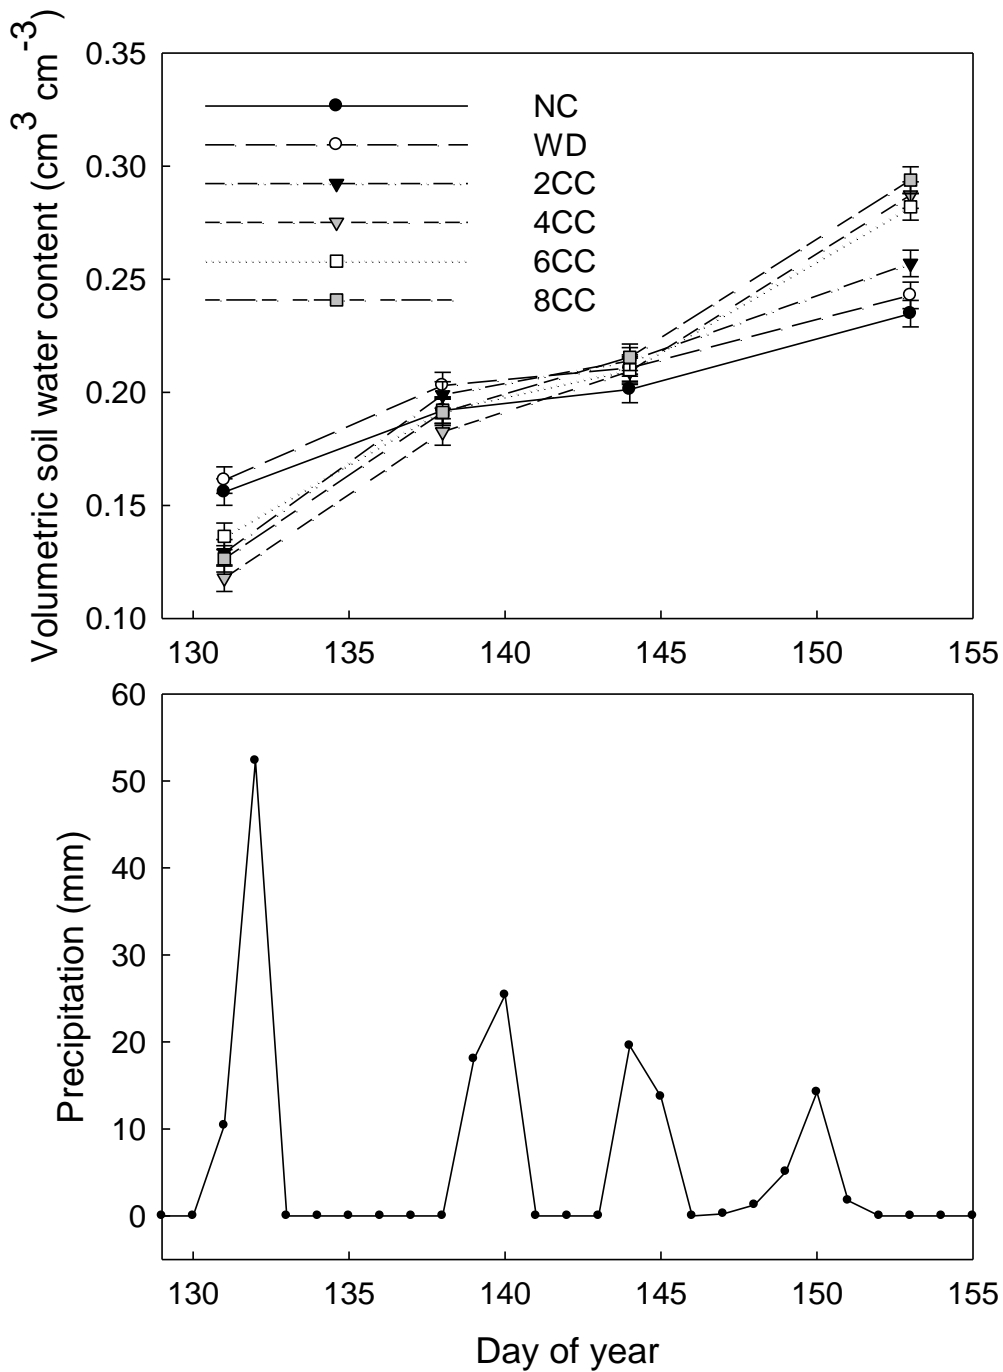 Volumetric soil water content (cm3 cm-3)
0.35
0.30
0.25
0.20
0.15
0.10
NC
WD
2CC
4CC
6CC
8CC
130 135 140 145 150 155
Precipitation (mm)
60
50
40
30
20
10
0
130 135 140 145 150 155
Day of year